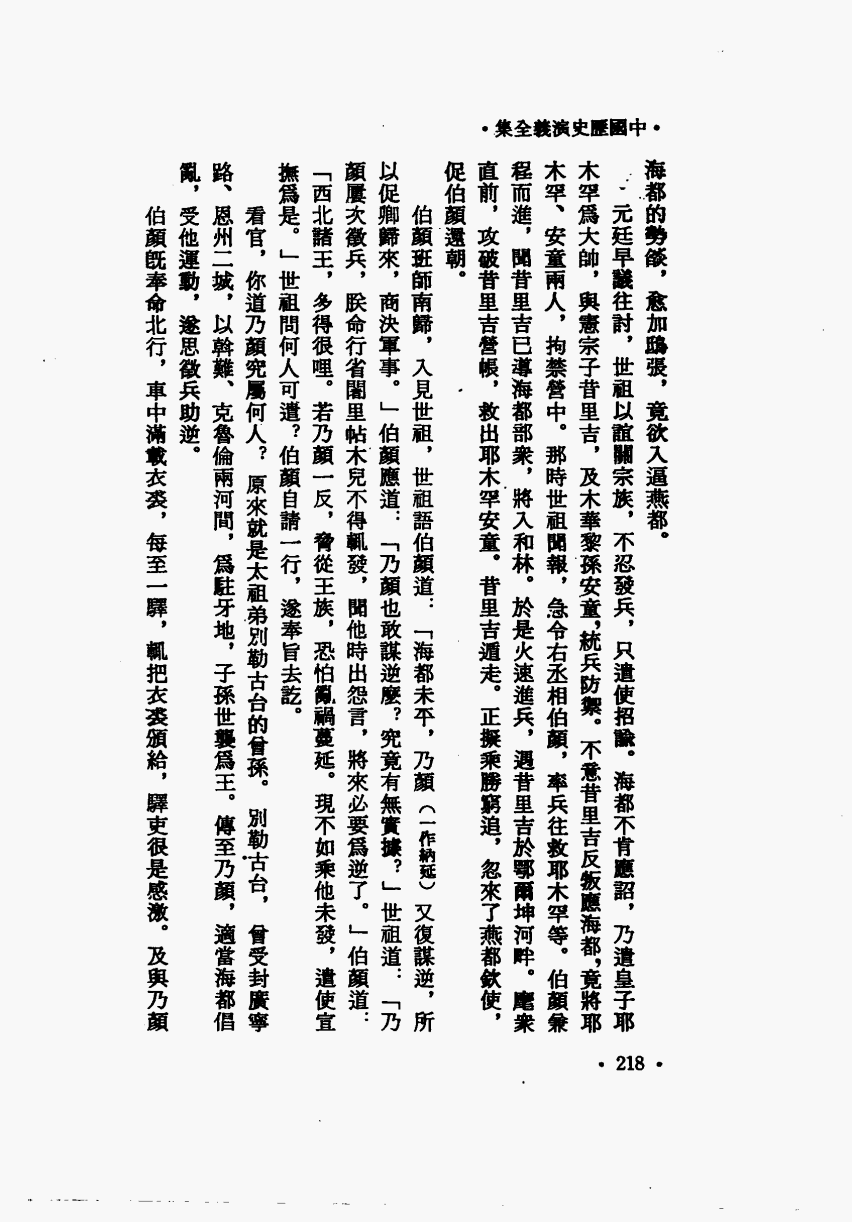 ·中國歷史演義全集·
海都的勢燄，愈加鴟張，竟欲入逼燕都。
元廷早議往討，世祖以誼關宗族，不忍發兵，只遣使招諭。海都不肯應詔，乃遣皇子耶
木罕爲大帥，與憲宗子昔里吉，及木華黎孫安童，統兵防禦。不意昔里吉反叛應海都，竟將耶
木罕、安童兩人，拘禁營中。那時世祖聞報，急令右丞相伯顏，率兵往救耶木罕等。伯顏兼
程而進，聞昔里吉已導海都部衆，將入和林。於是火速進兵，遇昔里吉於鄂爾坤河畔。麾衆
直前，攻破昔里吉營帳，救出耶木罕安童。昔里吉遁走。正擬乘勝窮追，忽來了燕都欽使，
促伯顏還朝。
伯顏班師南歸，入見世祖，世祖語伯顏道：「海都未平，乃顏（一作納延）又復謀逆，所
以促卿歸來，商決軍事。」伯顏應道：「乃顏也敢謀逆麼？究竟有無實據？」世祖道：「乃
顏屢次徵兵，朕命行省闍里帖木兒不得輒發，聞他時出怨言，將來必要爲逆了。」伯顏道：
「西北諸王，多得很哩。若乃顏一反，脅從王族，恐怕亂禍蔓延。現不如乘他未發，遣使宣
撫爲是。」世祖問何人可遣？伯顏自請一行，遂奉旨去訖。
看官，你道乃顏究屬何人？原來就是太祖弟別勒古台的曾孫。別勒古台，曾受封廣寧
路、恩州二城，以斡難、克魯倫兩河間，爲駐牙地，子孫世襲爲王。傳至乃顏，適當海都倡
亂，受他運動，遂思徵兵助逆。
伯顏旣奉命北行，車中滿載衣裘，每至一驛，輒把衣裘頒給，驛吏很是感激。及與乃顏
·218·